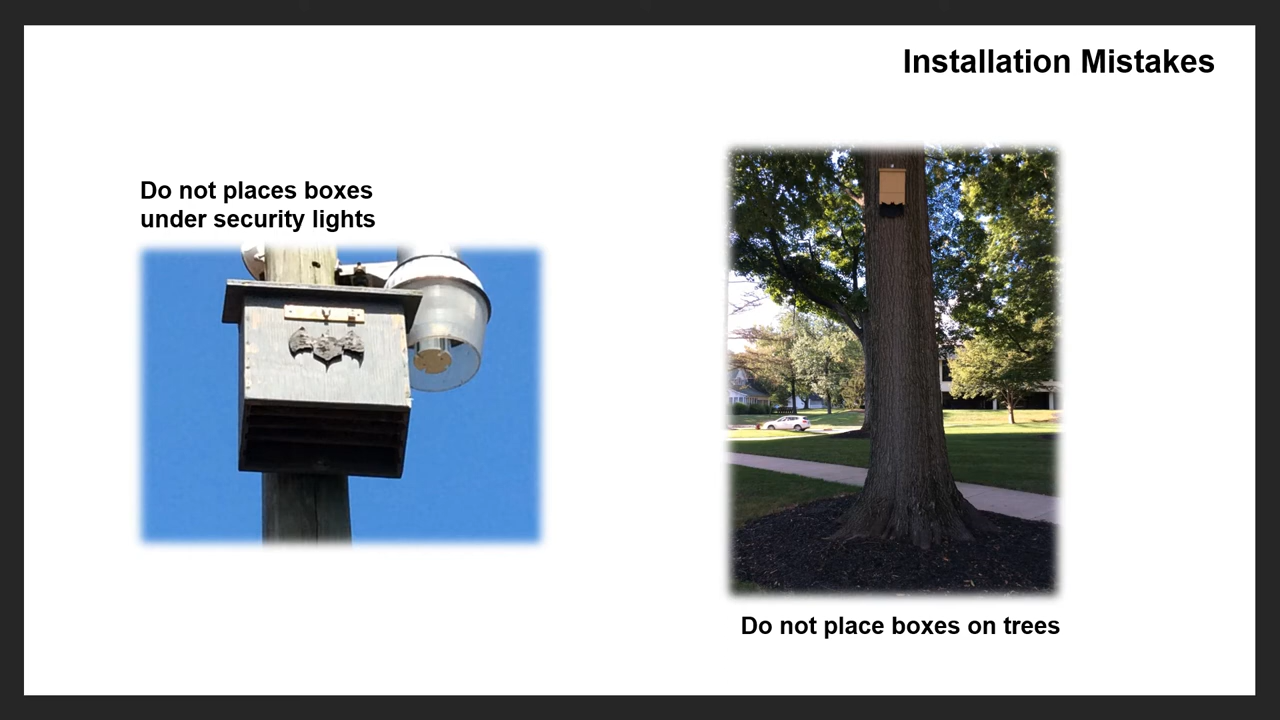 Installation Mistakes
Do not places boxes
under security lights
Do not place boxes on trees